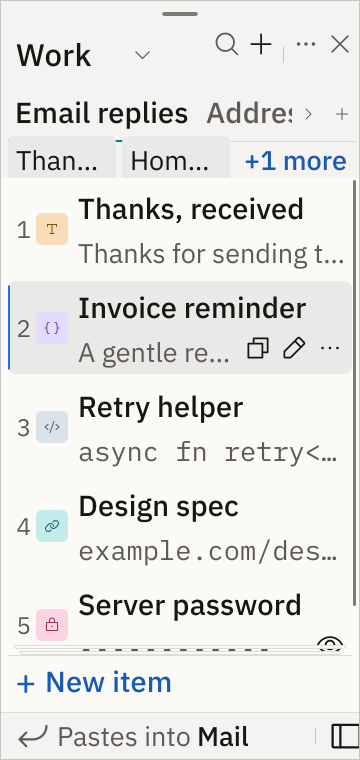 Work
Email replies Addres
Than... Hom... +1 more
1 T Thanks, received
Thanks for sending t...
2 {} Invoice reminder
A gentle re...
3 </> Retry helper
async fn retry<…
4 Design spec
example.com/des…
5 Server password
+ New item
Pastes into Mail